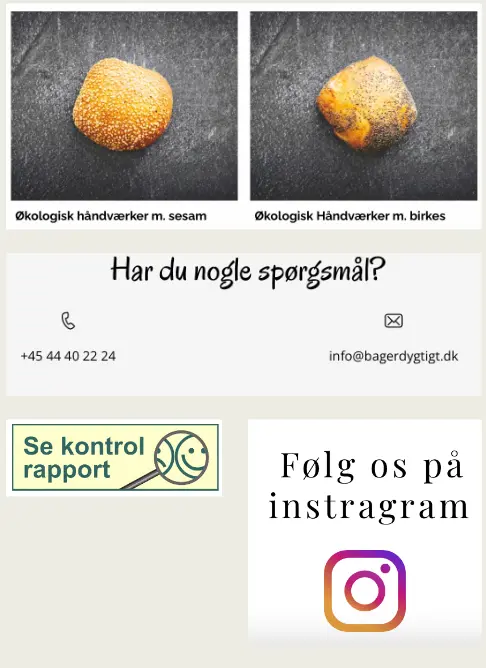 Økologisk håndværker m. sesam
Økologisk Håndværker m. birkes
Har du nogle spørgsmål?
+45 44 40 22 24
info@bagerdygtigt.dk
Se kontrol
rapport
Følg os på
instragram